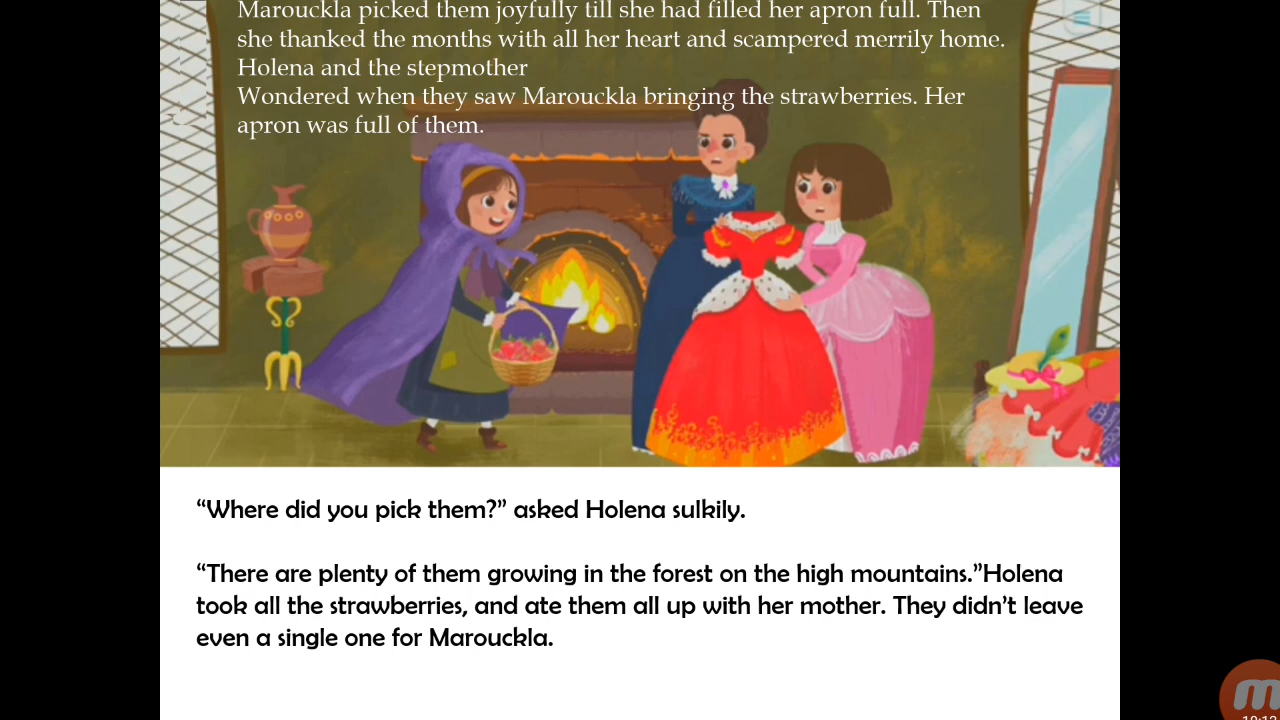 Marouckla picked them joyfully till she had filled her apron full. Then
she thanked the months with all her heart and scampered merrily home.
Holena and the stepmother
Wondered when they saw Marouckla bringing the strawberries. Her
apron was full of them.
“Where did you pick them?” asked Holena sulkily.
“There are plenty of them growing in the forest on the high mountains.”Holena
took all the strawberries, and ate them all up with her mother. They didn’t leave
even a single one for Marouckla.